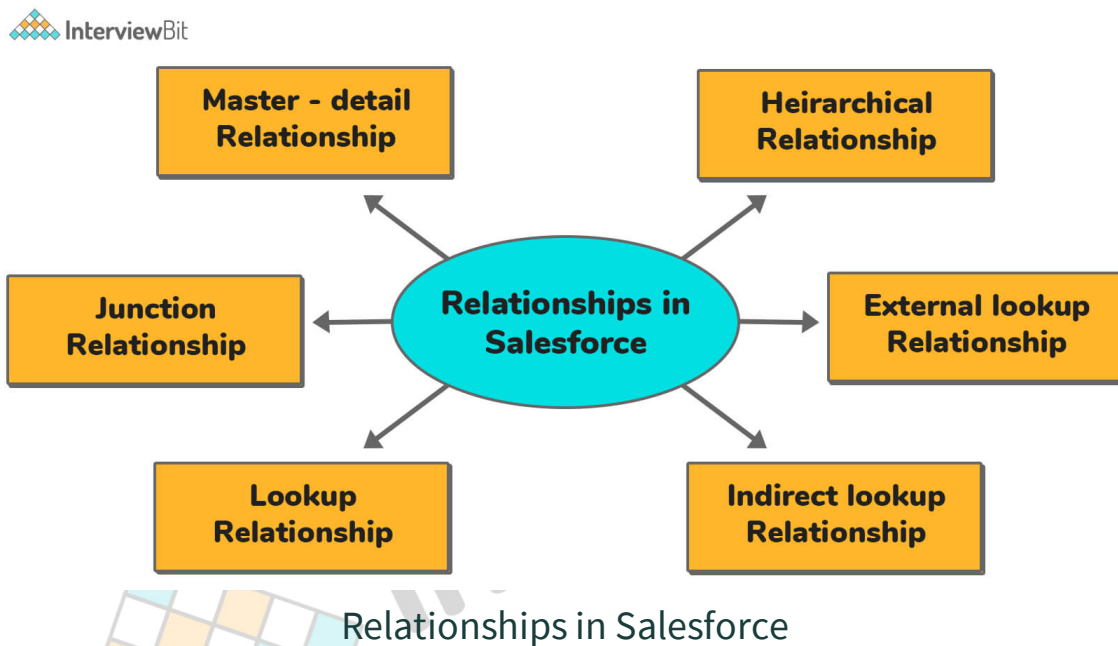 InterviewBit
Master - detail
Relationship
Heirarchical
Relationship
Junction
Relationship
Relationships in
Salesforce
External lookup
Relationship
Lookup
Relationship
Indirect lookup
Relationship
Relationships in Salesforce